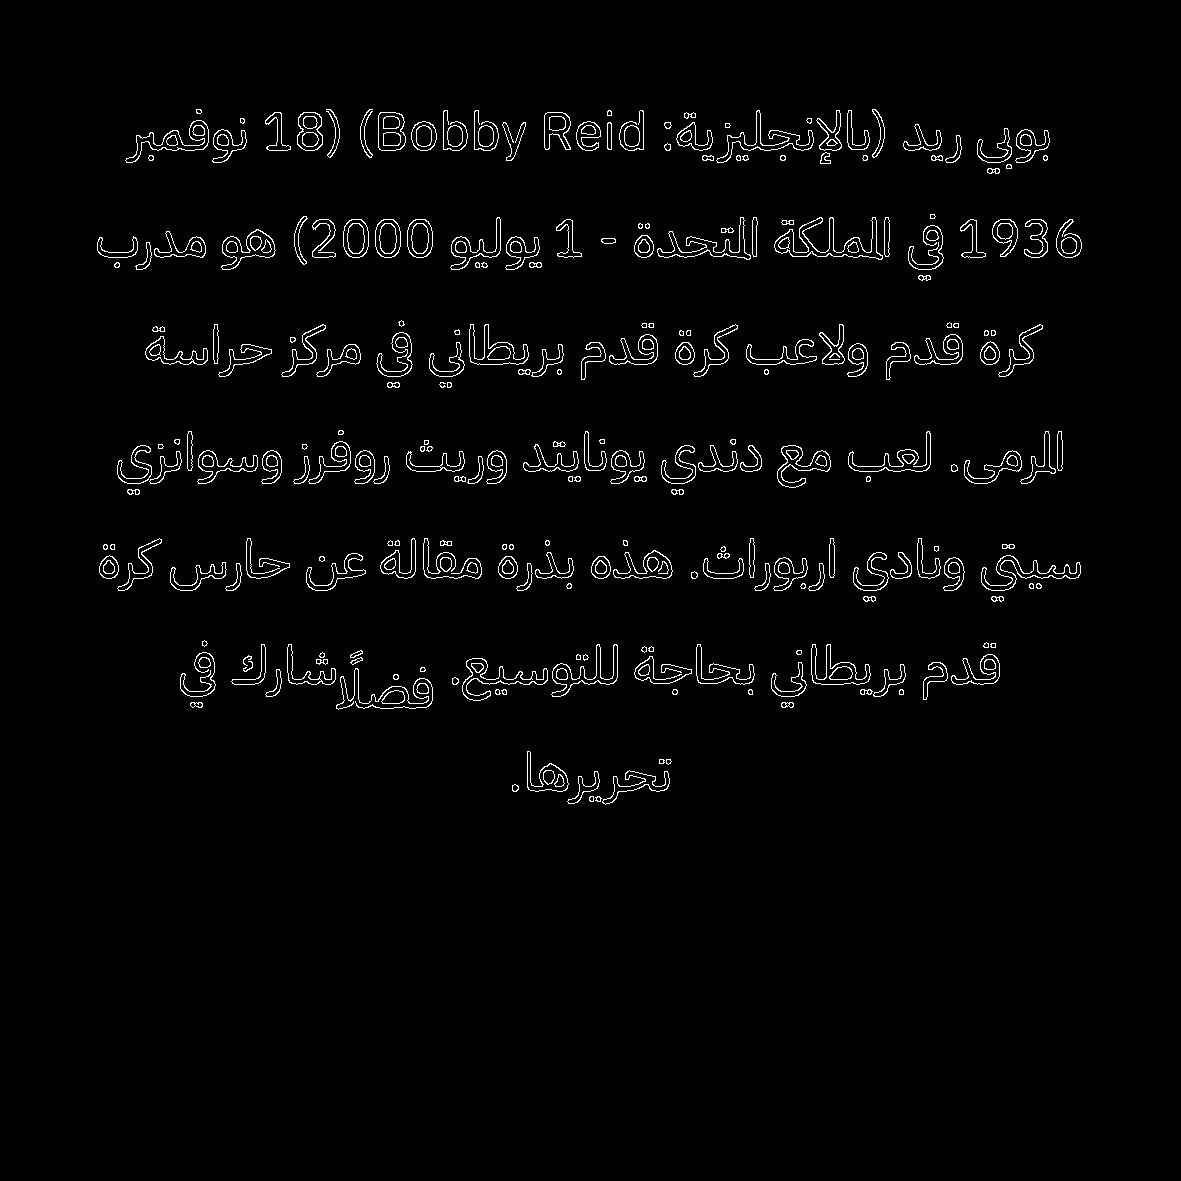 بوبي ريد (بالإنجليزية: Bobby Reid) (18 نوفمبر
1936 في المملكة المتحدة - 1 يوليو 2000) هو مدرب
كرة قدم ولاعب كرة قدم بريطاني في مركز حراسة
المرمى. لعب مع دندي يونايتد وريث روفرز وسوانزي
سيتي ونادي اربوراث. هذه بذرة مقالة عن حارس كرة
قدم بريطاني بحاجة للتوسيع. فضلًا شارك في
تحريرها.